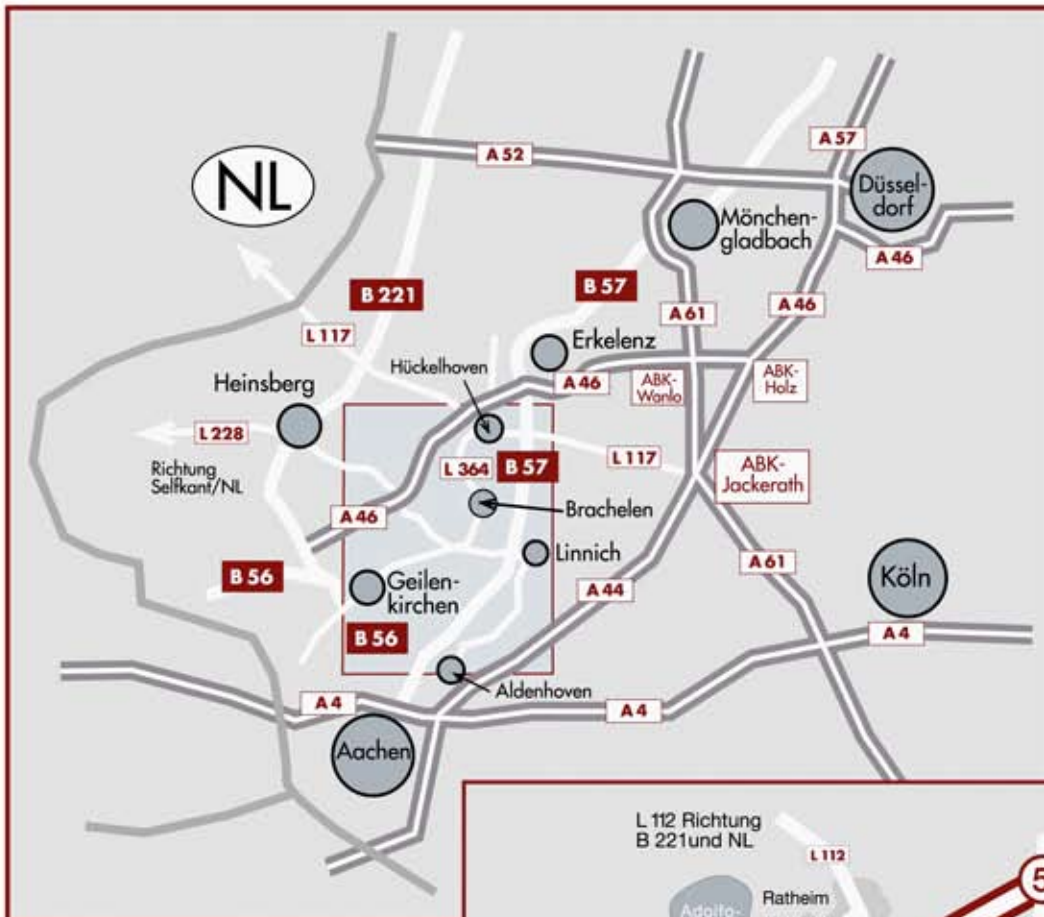 A 52
A 57
NL
Düssel-
dorf
Mönchen-
gladbach
A 46
B 221
B 57
A 46
A 61
L 117
Erkelenz
Hückelhoven
A 46
ABK-
Wanlo
ABK-
Holz
Heinsberg
L 228
L 364
B 57
L 117
ABK-
Jackerath
Richtung
Selfkant/NL
A 46
Brachelen
Linnich
B 56
Geilen-
kirchen
A 44
A 61
Köln
B 56
A 4
Aldenhoven
A 4
A 4
Aachen
L 112 Richtung
B 221und NL
L 112
5
Ratheim
Adolfo-